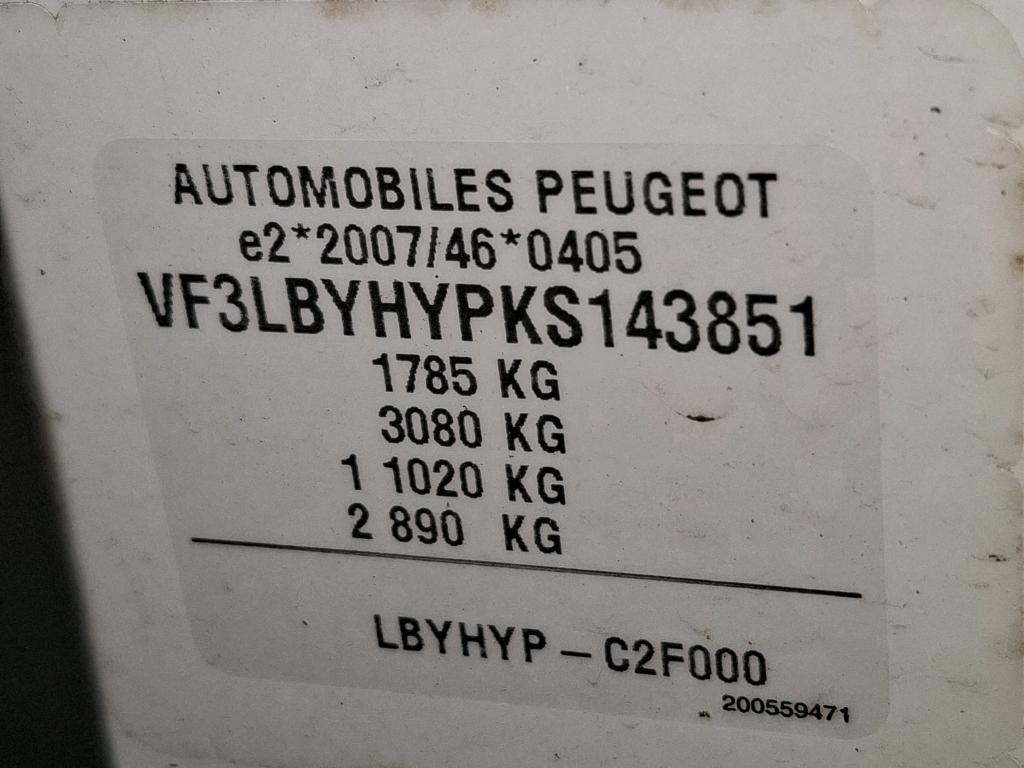 AUTOMOBILES PEUGEOT
e2*2007/46*0405
VF3LBYHYPKS143851
1785 KG
3080 KG
1 1020 KG
2 890 KG
LBYHYP – C2F000
200559471